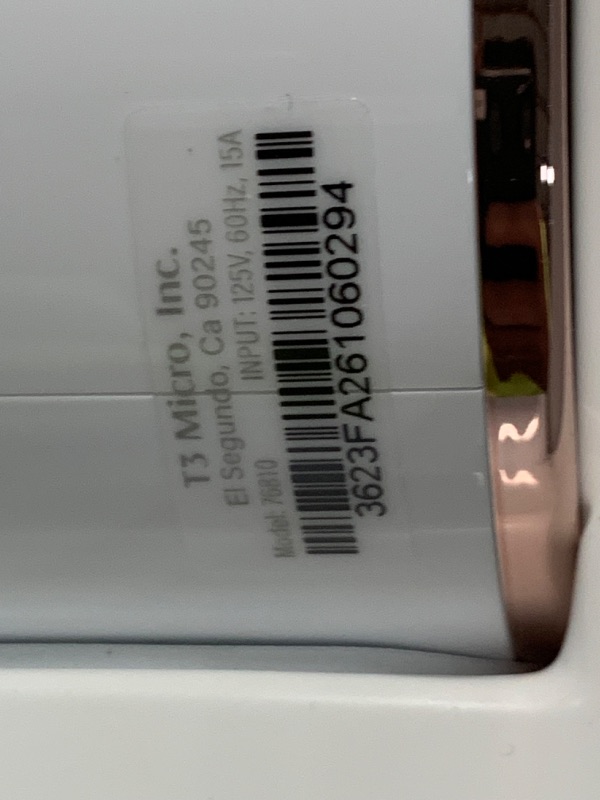 T3 Micro, Inc.
El Segundo, Ca 90245
INPUT: 125V, 60Hz, 15A
Model: 76810
3623FA261060294